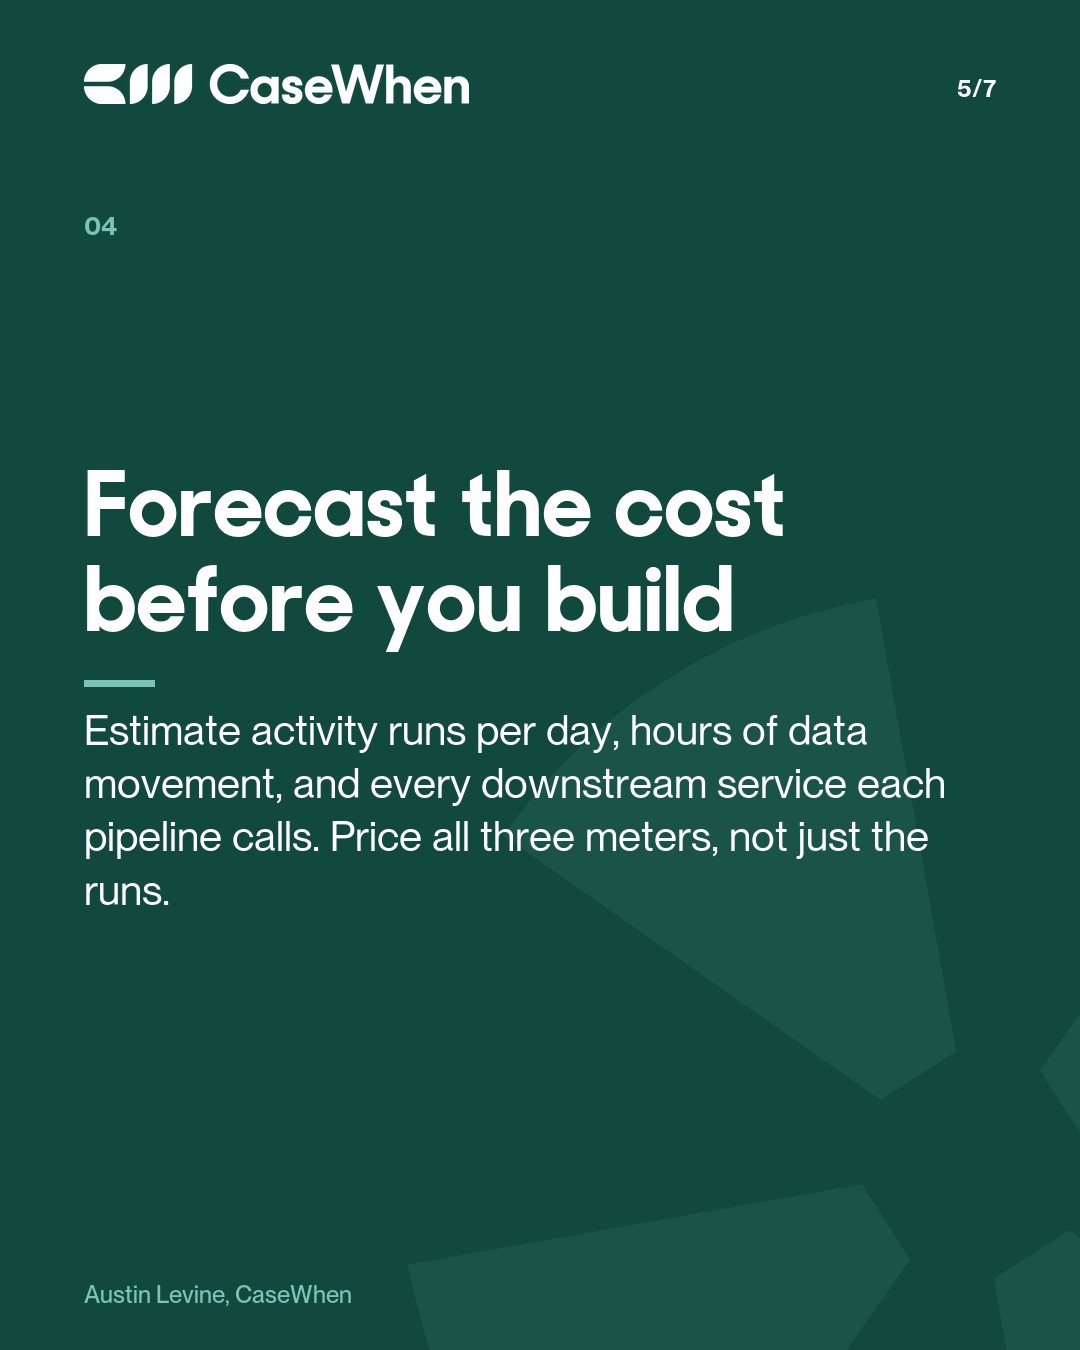 CaseWhen
5/7
04
Forecast the cost
before you build
Estimate activity runs per day, hours of data
movement, and every downstream service each
pipeline calls. Price all three meters, not just the
runs.
Austin Levine, CaseWhen